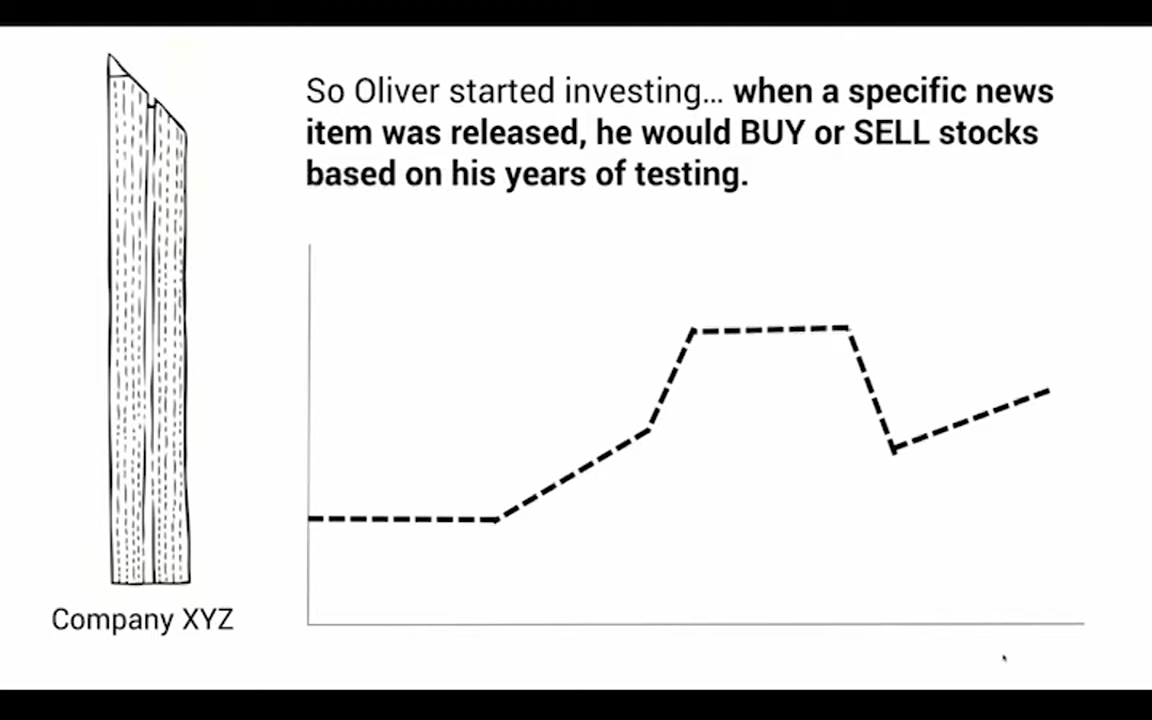 So Oliver started investing... when a specific news
item was released, he would BUY or SELL stocks
based on his years of testing.
Company XYZ